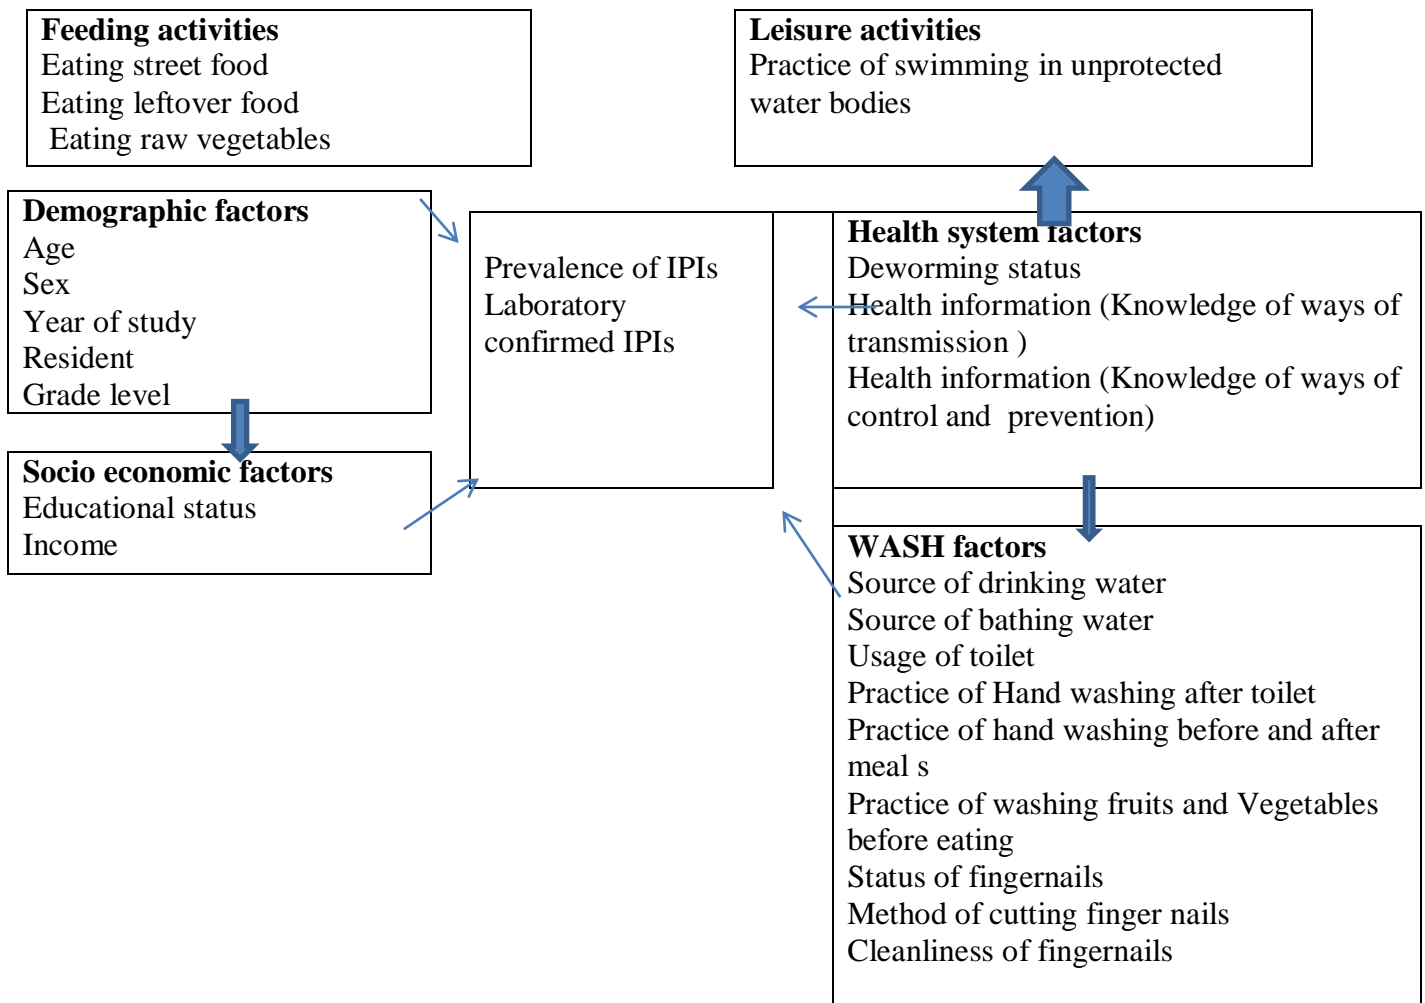 Feeding activities
Eating street food
Eating leftover food
Eating raw vegetables
Leisure activities
Practice of swimming in unprotected
water bodies
Demographic factors
Age
Sex
Year of study
Resident
Grade level
Prevalence of IPIs
Laboratory
confirmed IPIs
Health system factors
Deworming status
Health information (Knowledge of ways of
transmission )
Health information (Knowledge of ways of
control and prevention)
Socio economic factors
Educational status
Income
WASH factors
Source of drinking water
Source of bathing water
Usage of toilet
Practice of Hand washing after toilet
Practice of hand washing before and after
meal s
Practice of washing fruits and Vegetables
before eating
Status of fingernails
Method of cutting finger nails
Cleanliness of fingernails